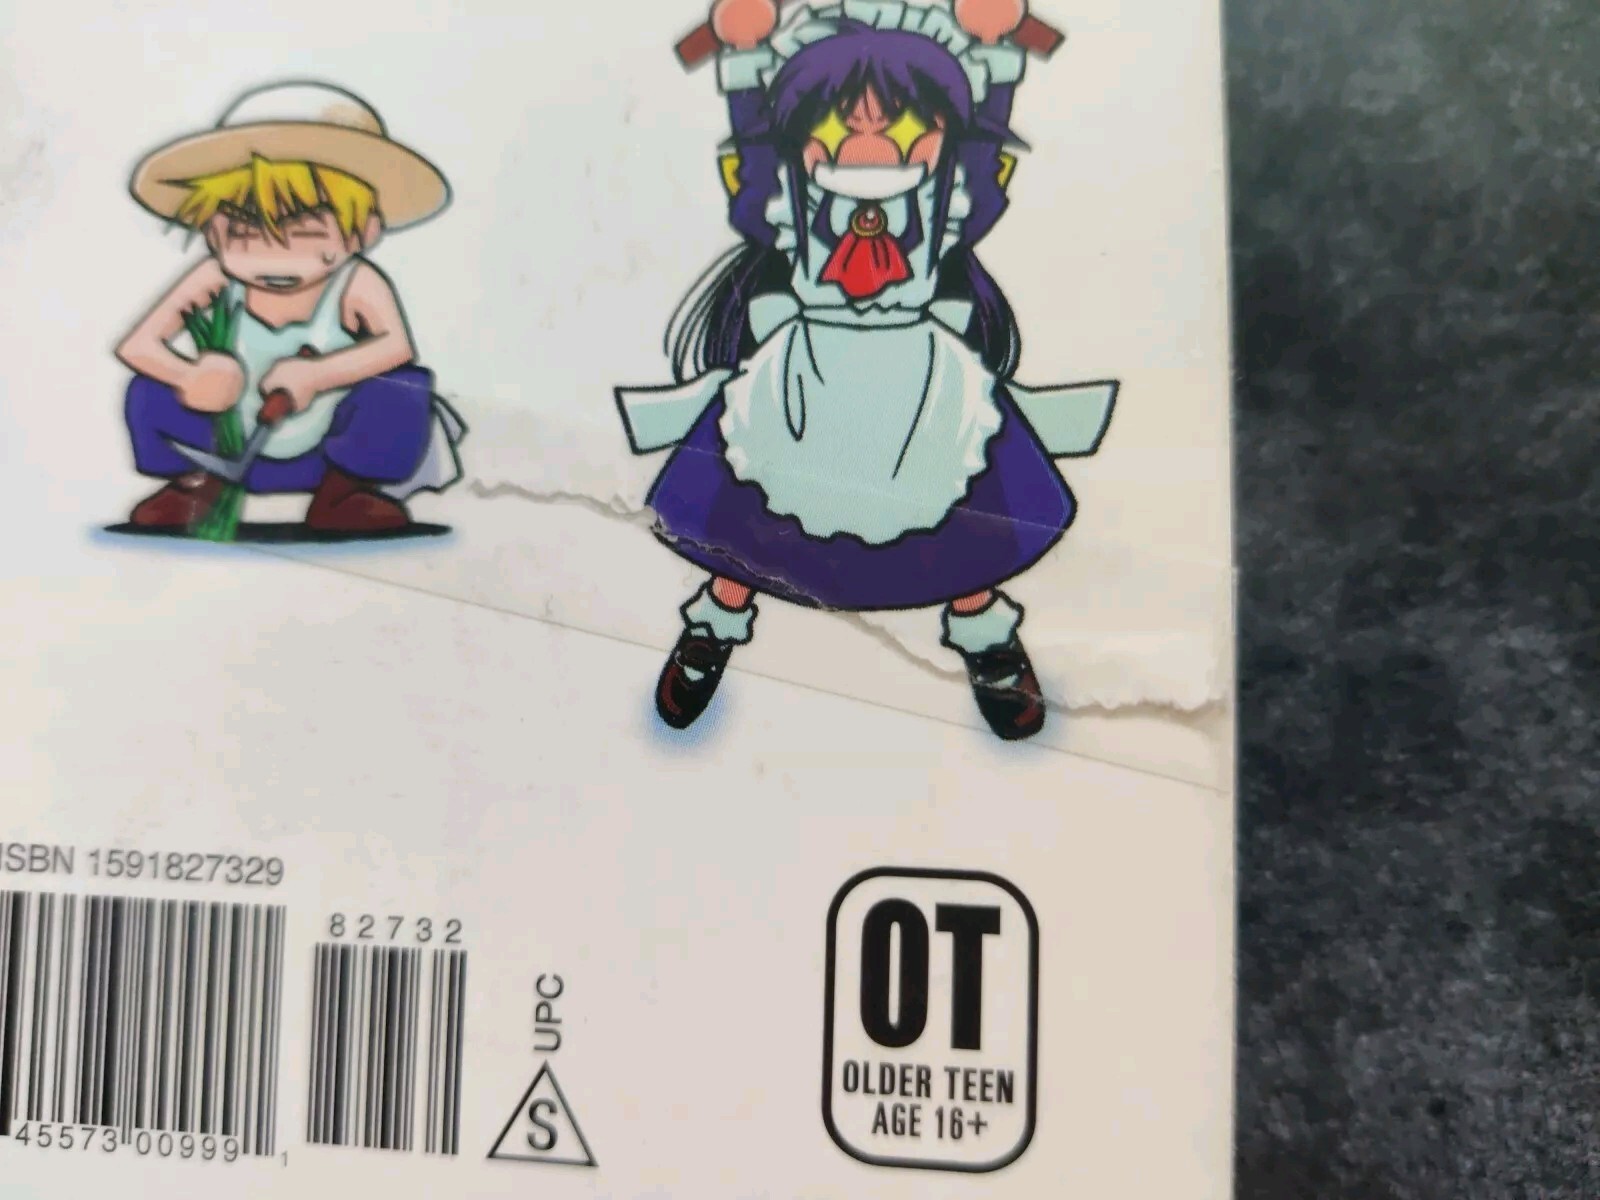 ISBN 1591827329
82732
45573 00999 1
UPC
S
OT
OLDER TEEN
AGE 16+